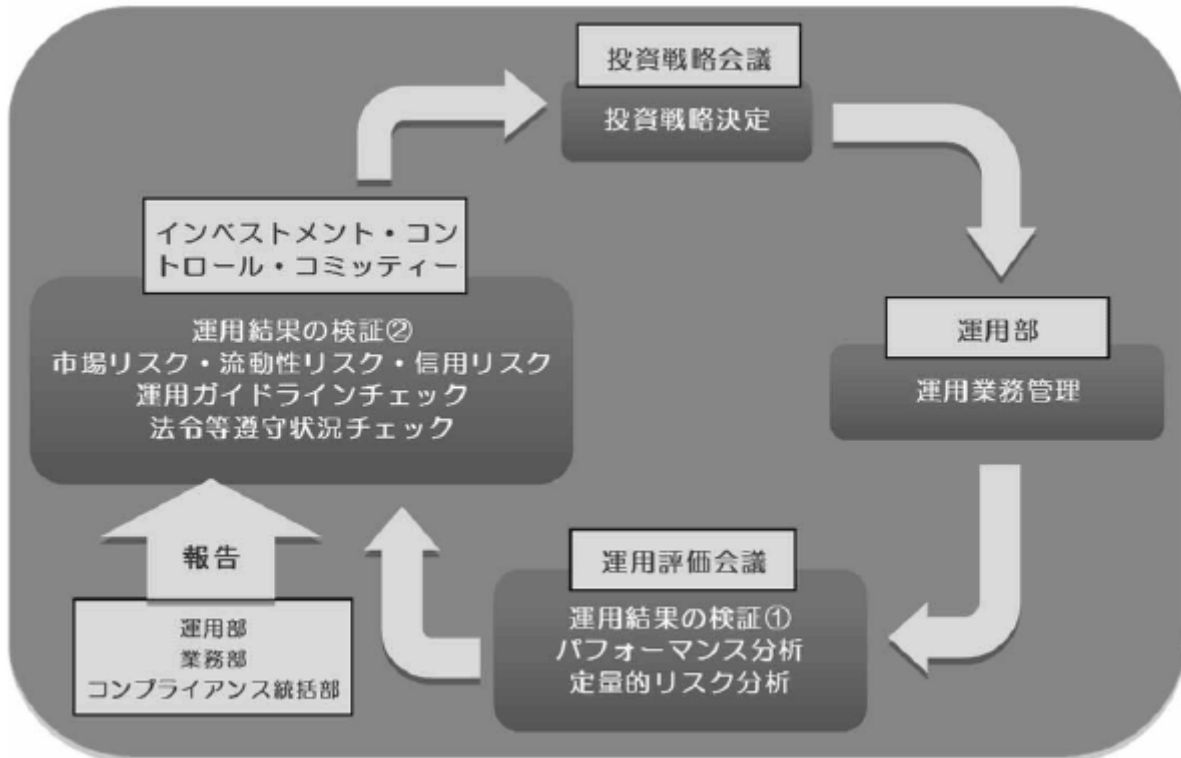 投資戦略会議
投資戦略決定
運用部
運用業務管理
運用評価会議
運用結果の検証①
パフォーマンス分析
定量的リスク分析
インベストメント・コン
トロール・コミッティー
運用結果の検証②
市場リスク・流動性リスク・信用リスク
運用ガイドラインチェック
法令等遵守状況チェック
報告
運用部
業務部
コンプライアンス統括部